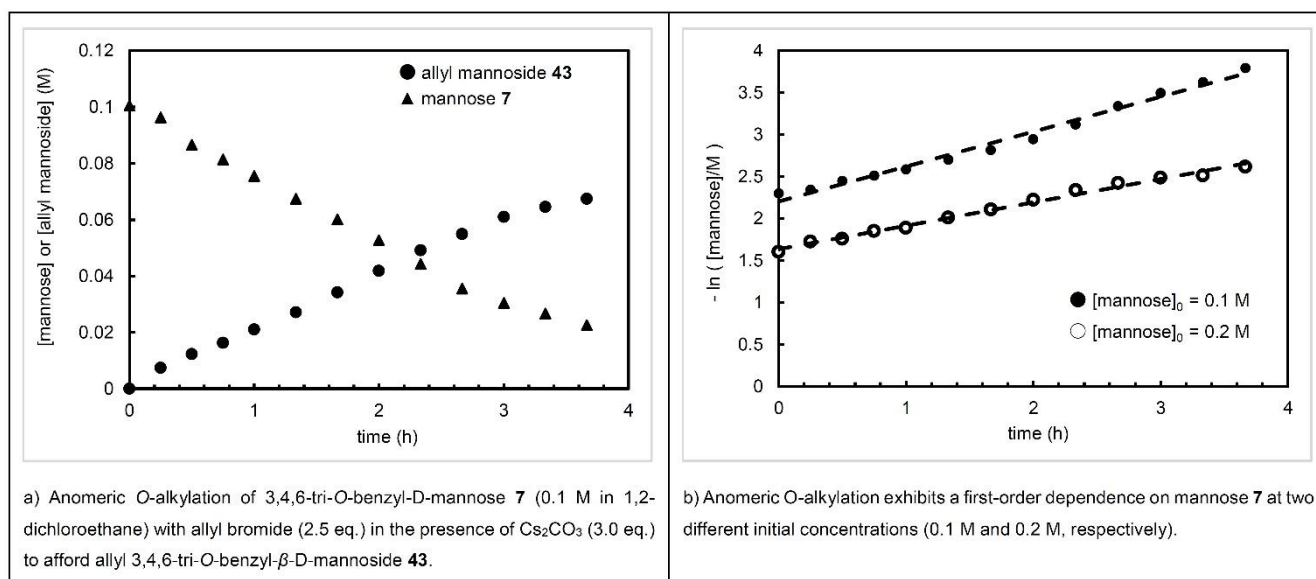 [mannose] or [allyl mannoside] (M)
0.12
0.1
0.08
0.06
0.04
0.02
0
allyl mannoside 43
mannose 7
0 1 2 3 4
time (h)
a) Anomeric O-alkylation of 3,4,6-tri-O-benzyl-D-mannose 7 (0.1 M in 1,2-
dichloroethane) with allyl bromide (2.5 eq.) in the presence of Cs₂CO₃ (3.0 eq.)
to afford allyl 3,4,6-tri-O-benzyl-β-D-mannoside 43.
- ln ( [mannose]/M )
4
3.5
3
2.5
2
1.5
1
0.5
0
[mannose]₀ = 0.1 M
[mannose]₀ = 0.2 M
0 1 2 3 4
time (h)
b) Anomeric O-alkylation exhibits a first-order dependence on mannose 7 at two
different initial concentrations (0.1 M and 0.2 M, respectively).